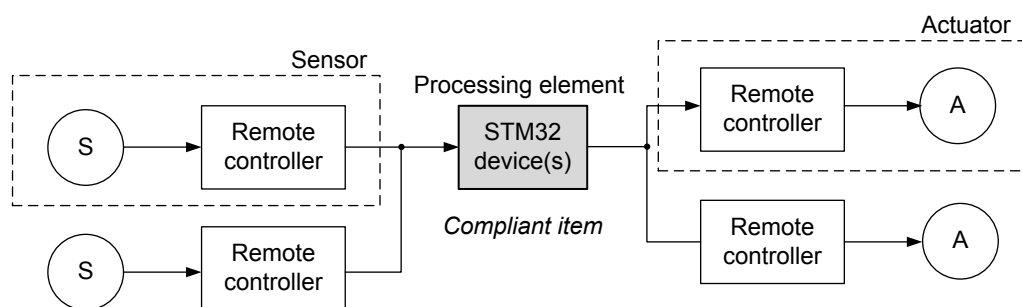 Sensor
S
Remote
controller
S
Remote
controller
Processing element
STM32
device(s)
Compliant item
Actuator
Remote
controller
A
Remote
controller
A